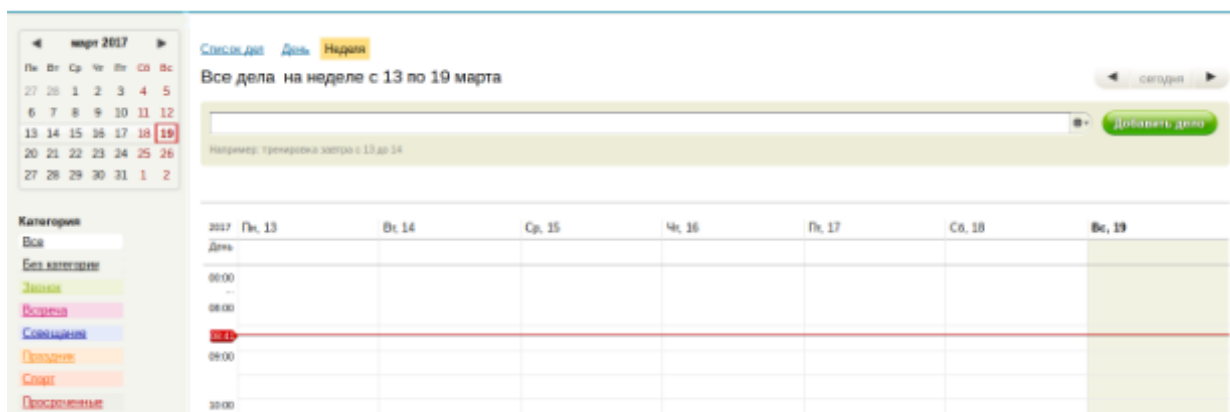 март 2017
Пн Вт Ср Чт Пт Сб Вс
27 28 1 2 3 4 5
6 7 8 9 10 11 12
13 14 15 16 17 18 19
20 21 22 23 24 25 26
27 28 29 30 31 1 2
Категория
Все
Без категории
Звонок
Встреча
Совещание
Праздник
Спорт
Просроченные
Список дел День Неделя
Все дела на неделе с 13 по 19 марта
сегодня
Добавить дело
Например: тренировка завтра с 13 до 14
2017 Пн, 13 Вт, 14 Ср, 15 Чт, 16 Пт, 17 Сб, 18 Вс, 19
День
00:00
...
08:00
08:41
09:00
10:00